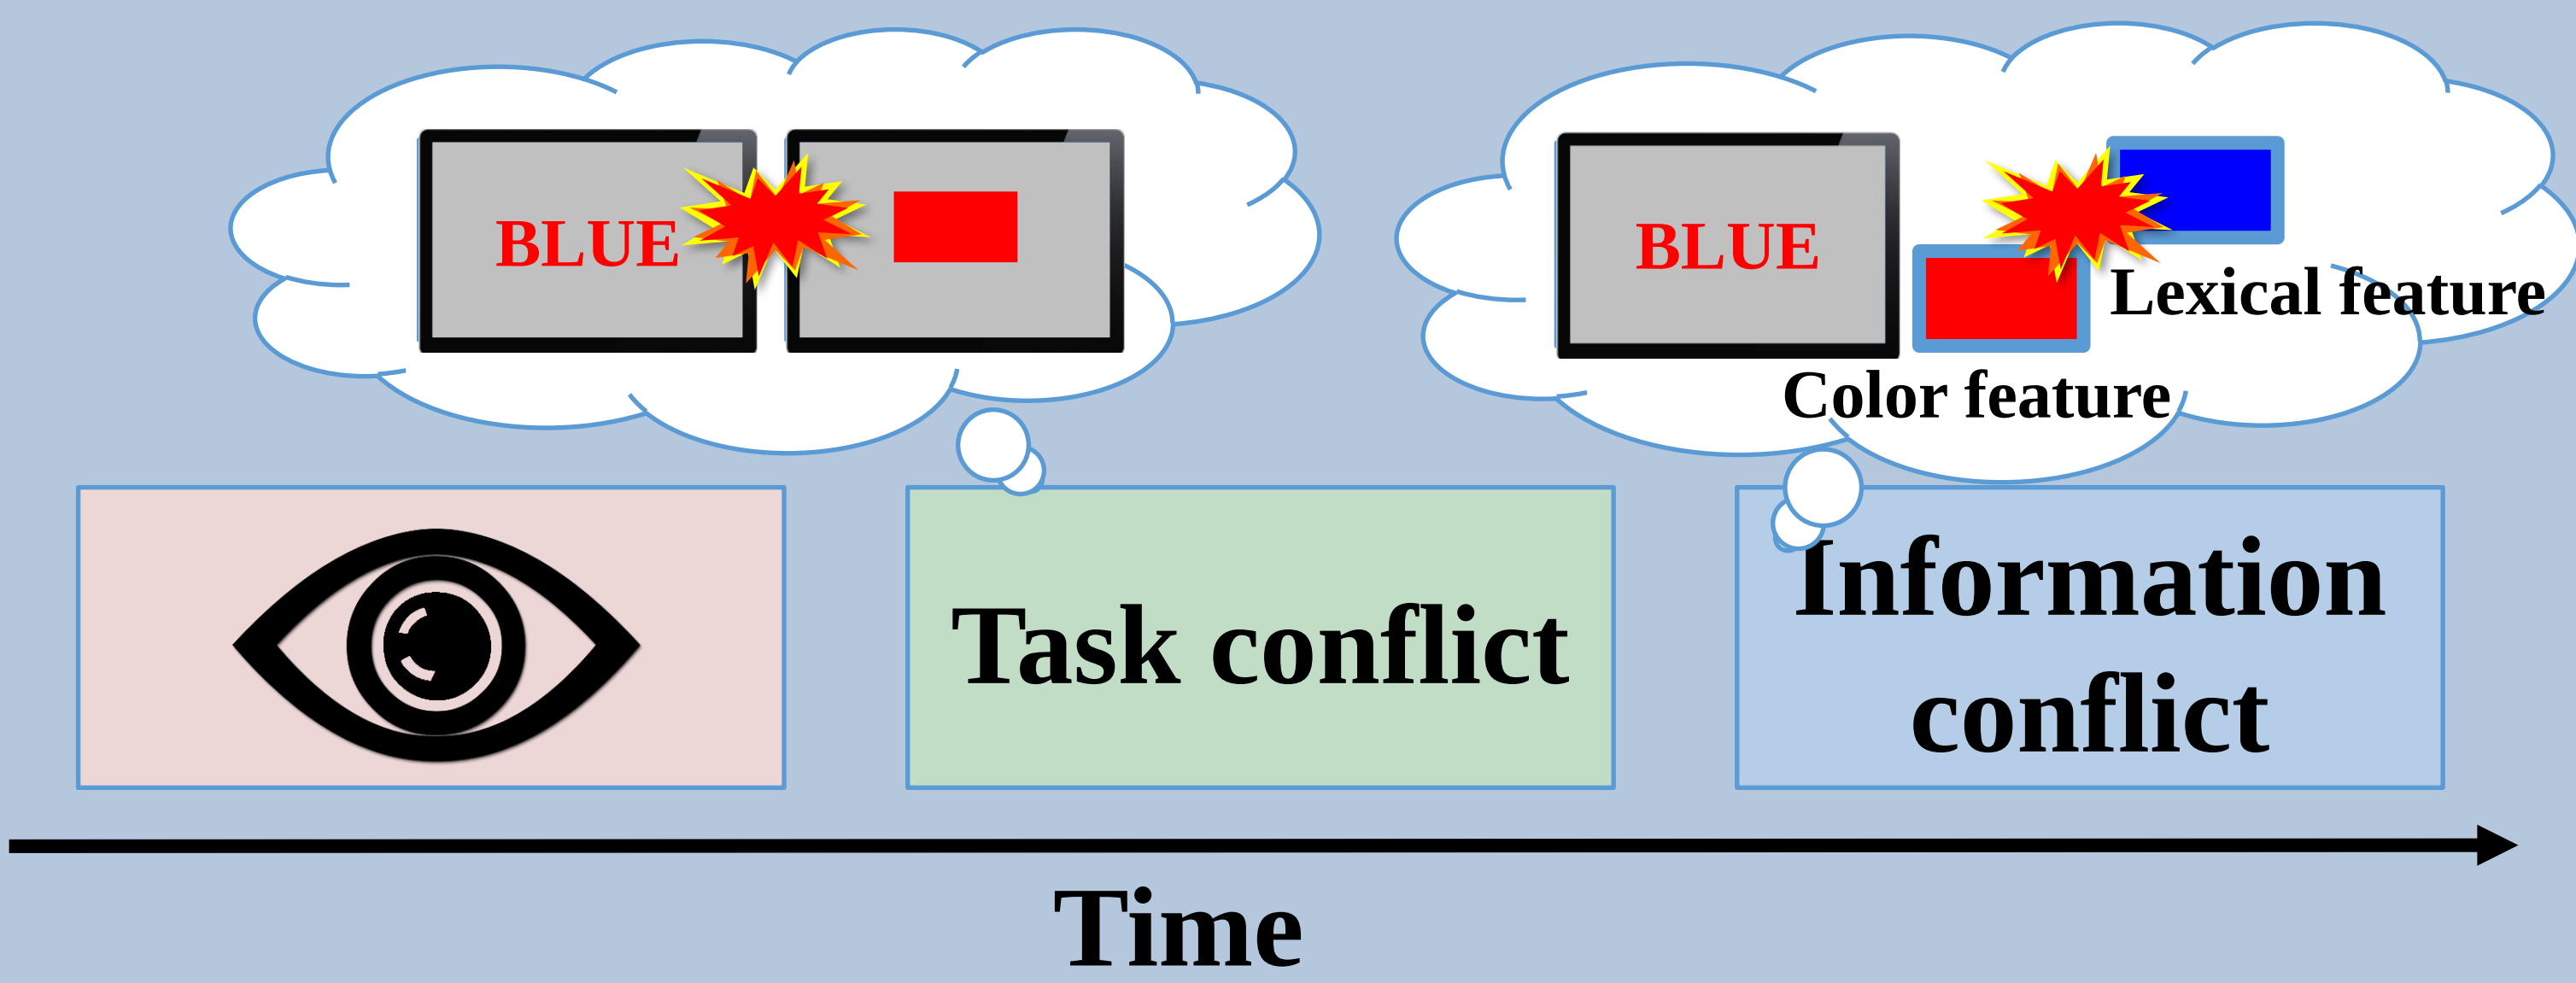 BLUE
BLUE
Lexical feature
Color feature
Task conflict
Information
conflict
Time